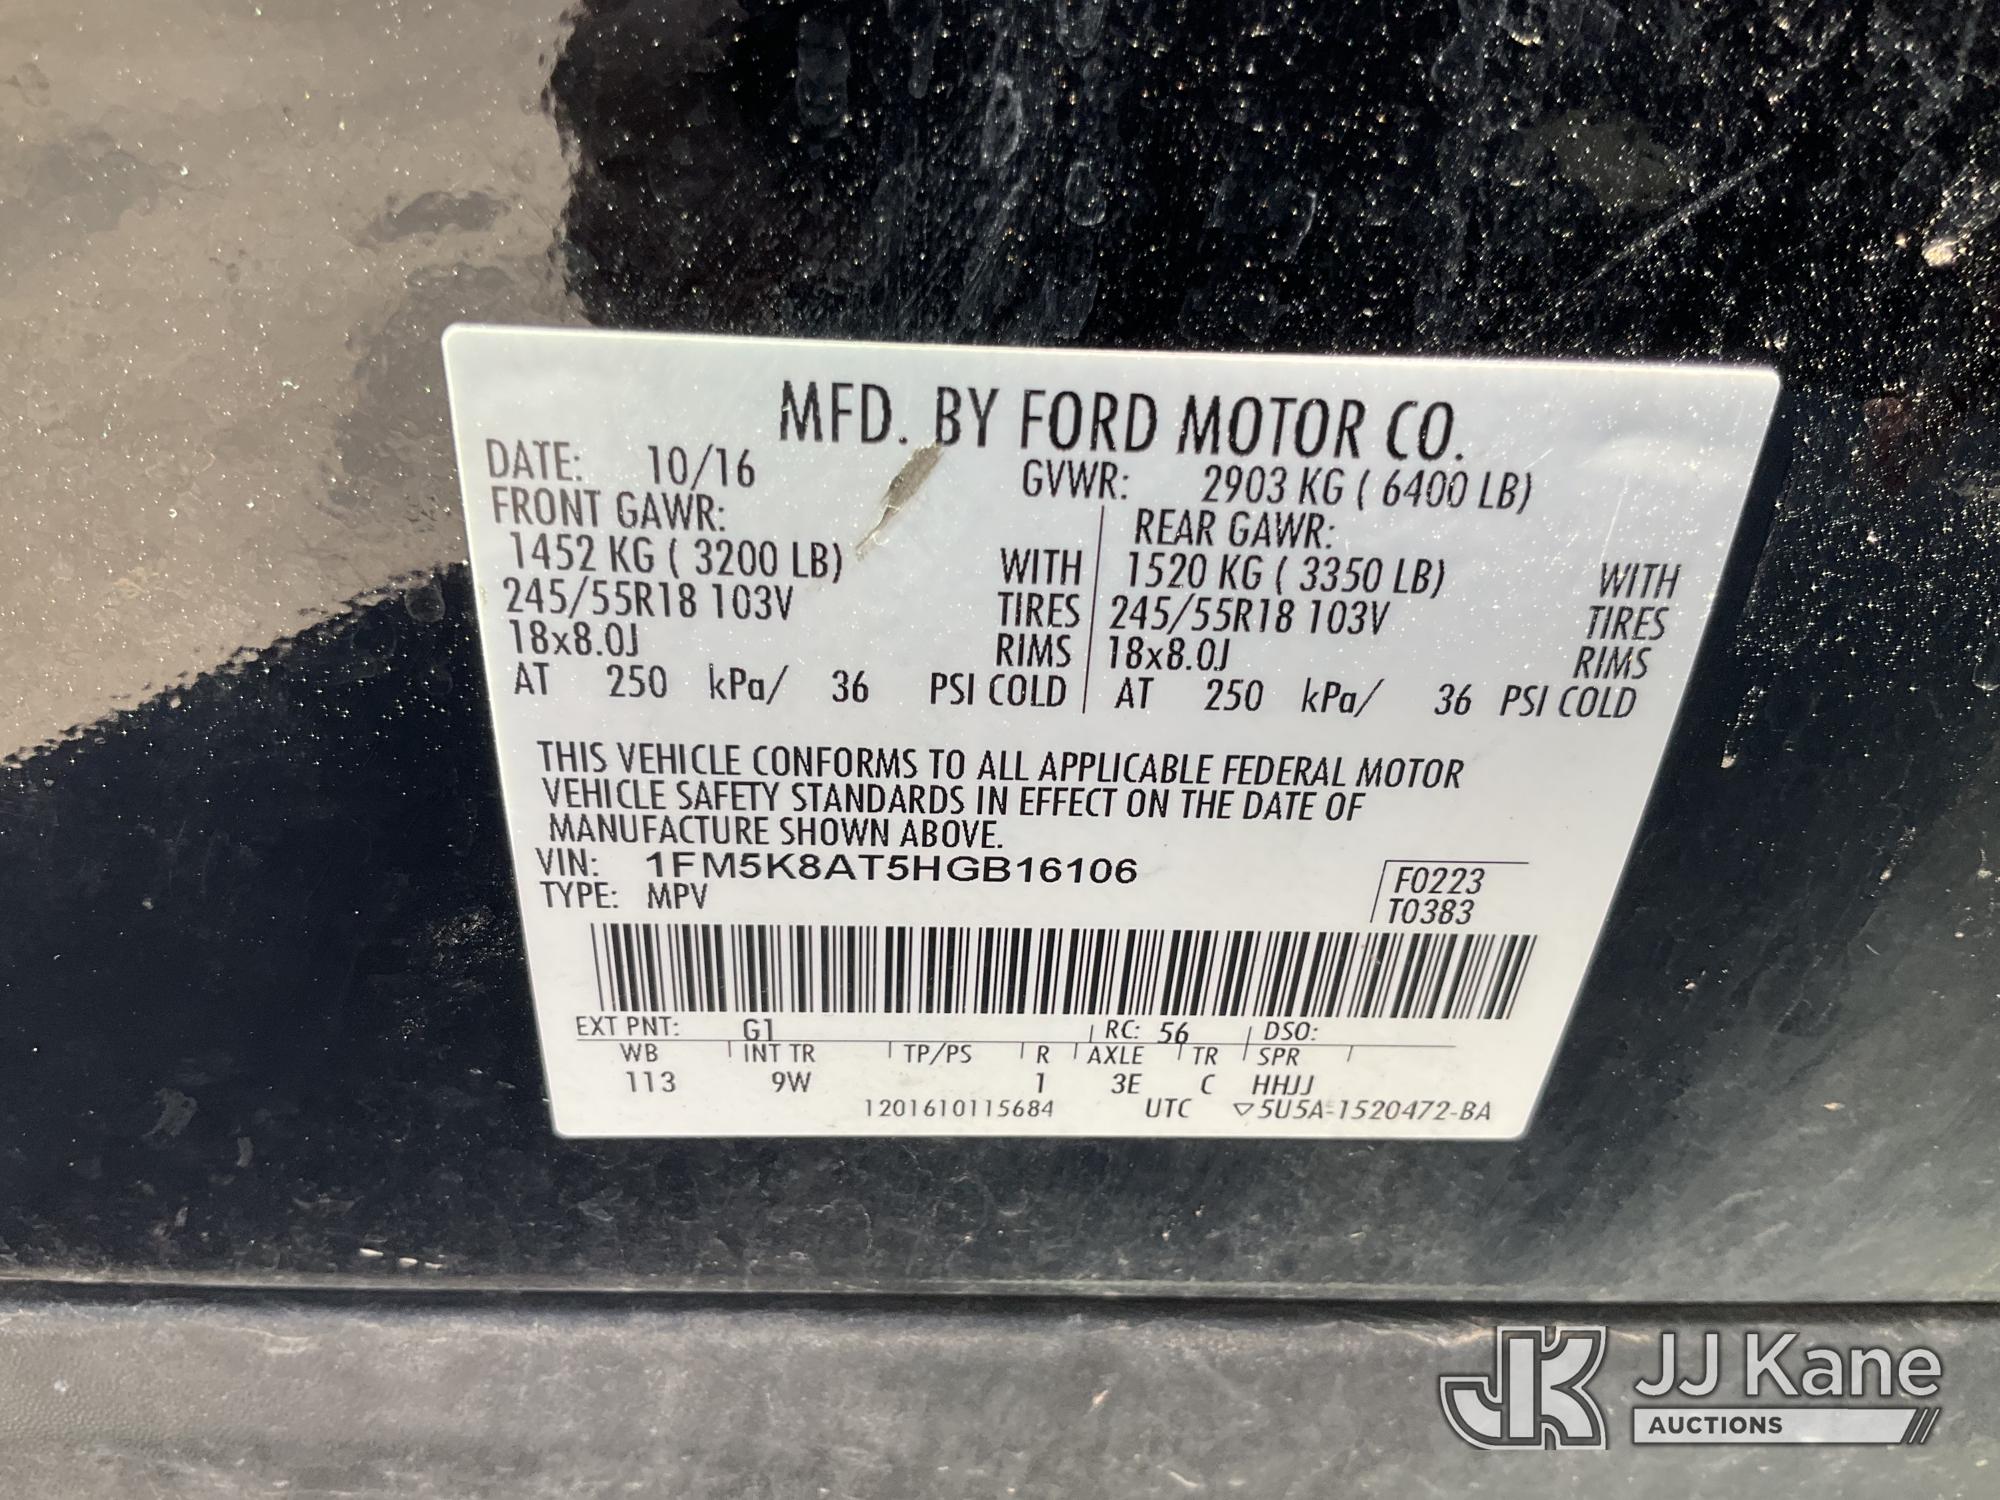 MFD. BY FORD MOTOR CO.
DATE: 10/16 GVWR: 2903 KG ( 6400 LB)
FRONT GAWR: REAR GAWR:
1452 KG ( 3200 LB) WITH 1520 KG ( 3350 LB) WITH
245/55R18 103V TIRES 245/55R18 103V TIRES
18x8.0J RIMS 18x8.0J RIMS
AT 250 kPa/ 36 PSI COLD AT 250 kPa/ 36 PSI COLD
THIS VEHICLE CONFORMS TO ALL APPLICABLE FEDERAL MOTOR
VEHICLE SAFETY STANDARDS IN EFFECT ON THE DATE OF
MANUFACTURE SHOWN ABOVE.
VIN: 1FM5K8AT5HGB16106 F0223
TYPE: MPV T0383
EXT PNT: G1 RC: 56 DSO:
WB INT TR TP/PS R AXLE TR SPR
113 9W 1 3E C HHJJ
1201610115684 UTC ▽5U5A-1520472-BA
JK JJ Kane
AUCTIONS